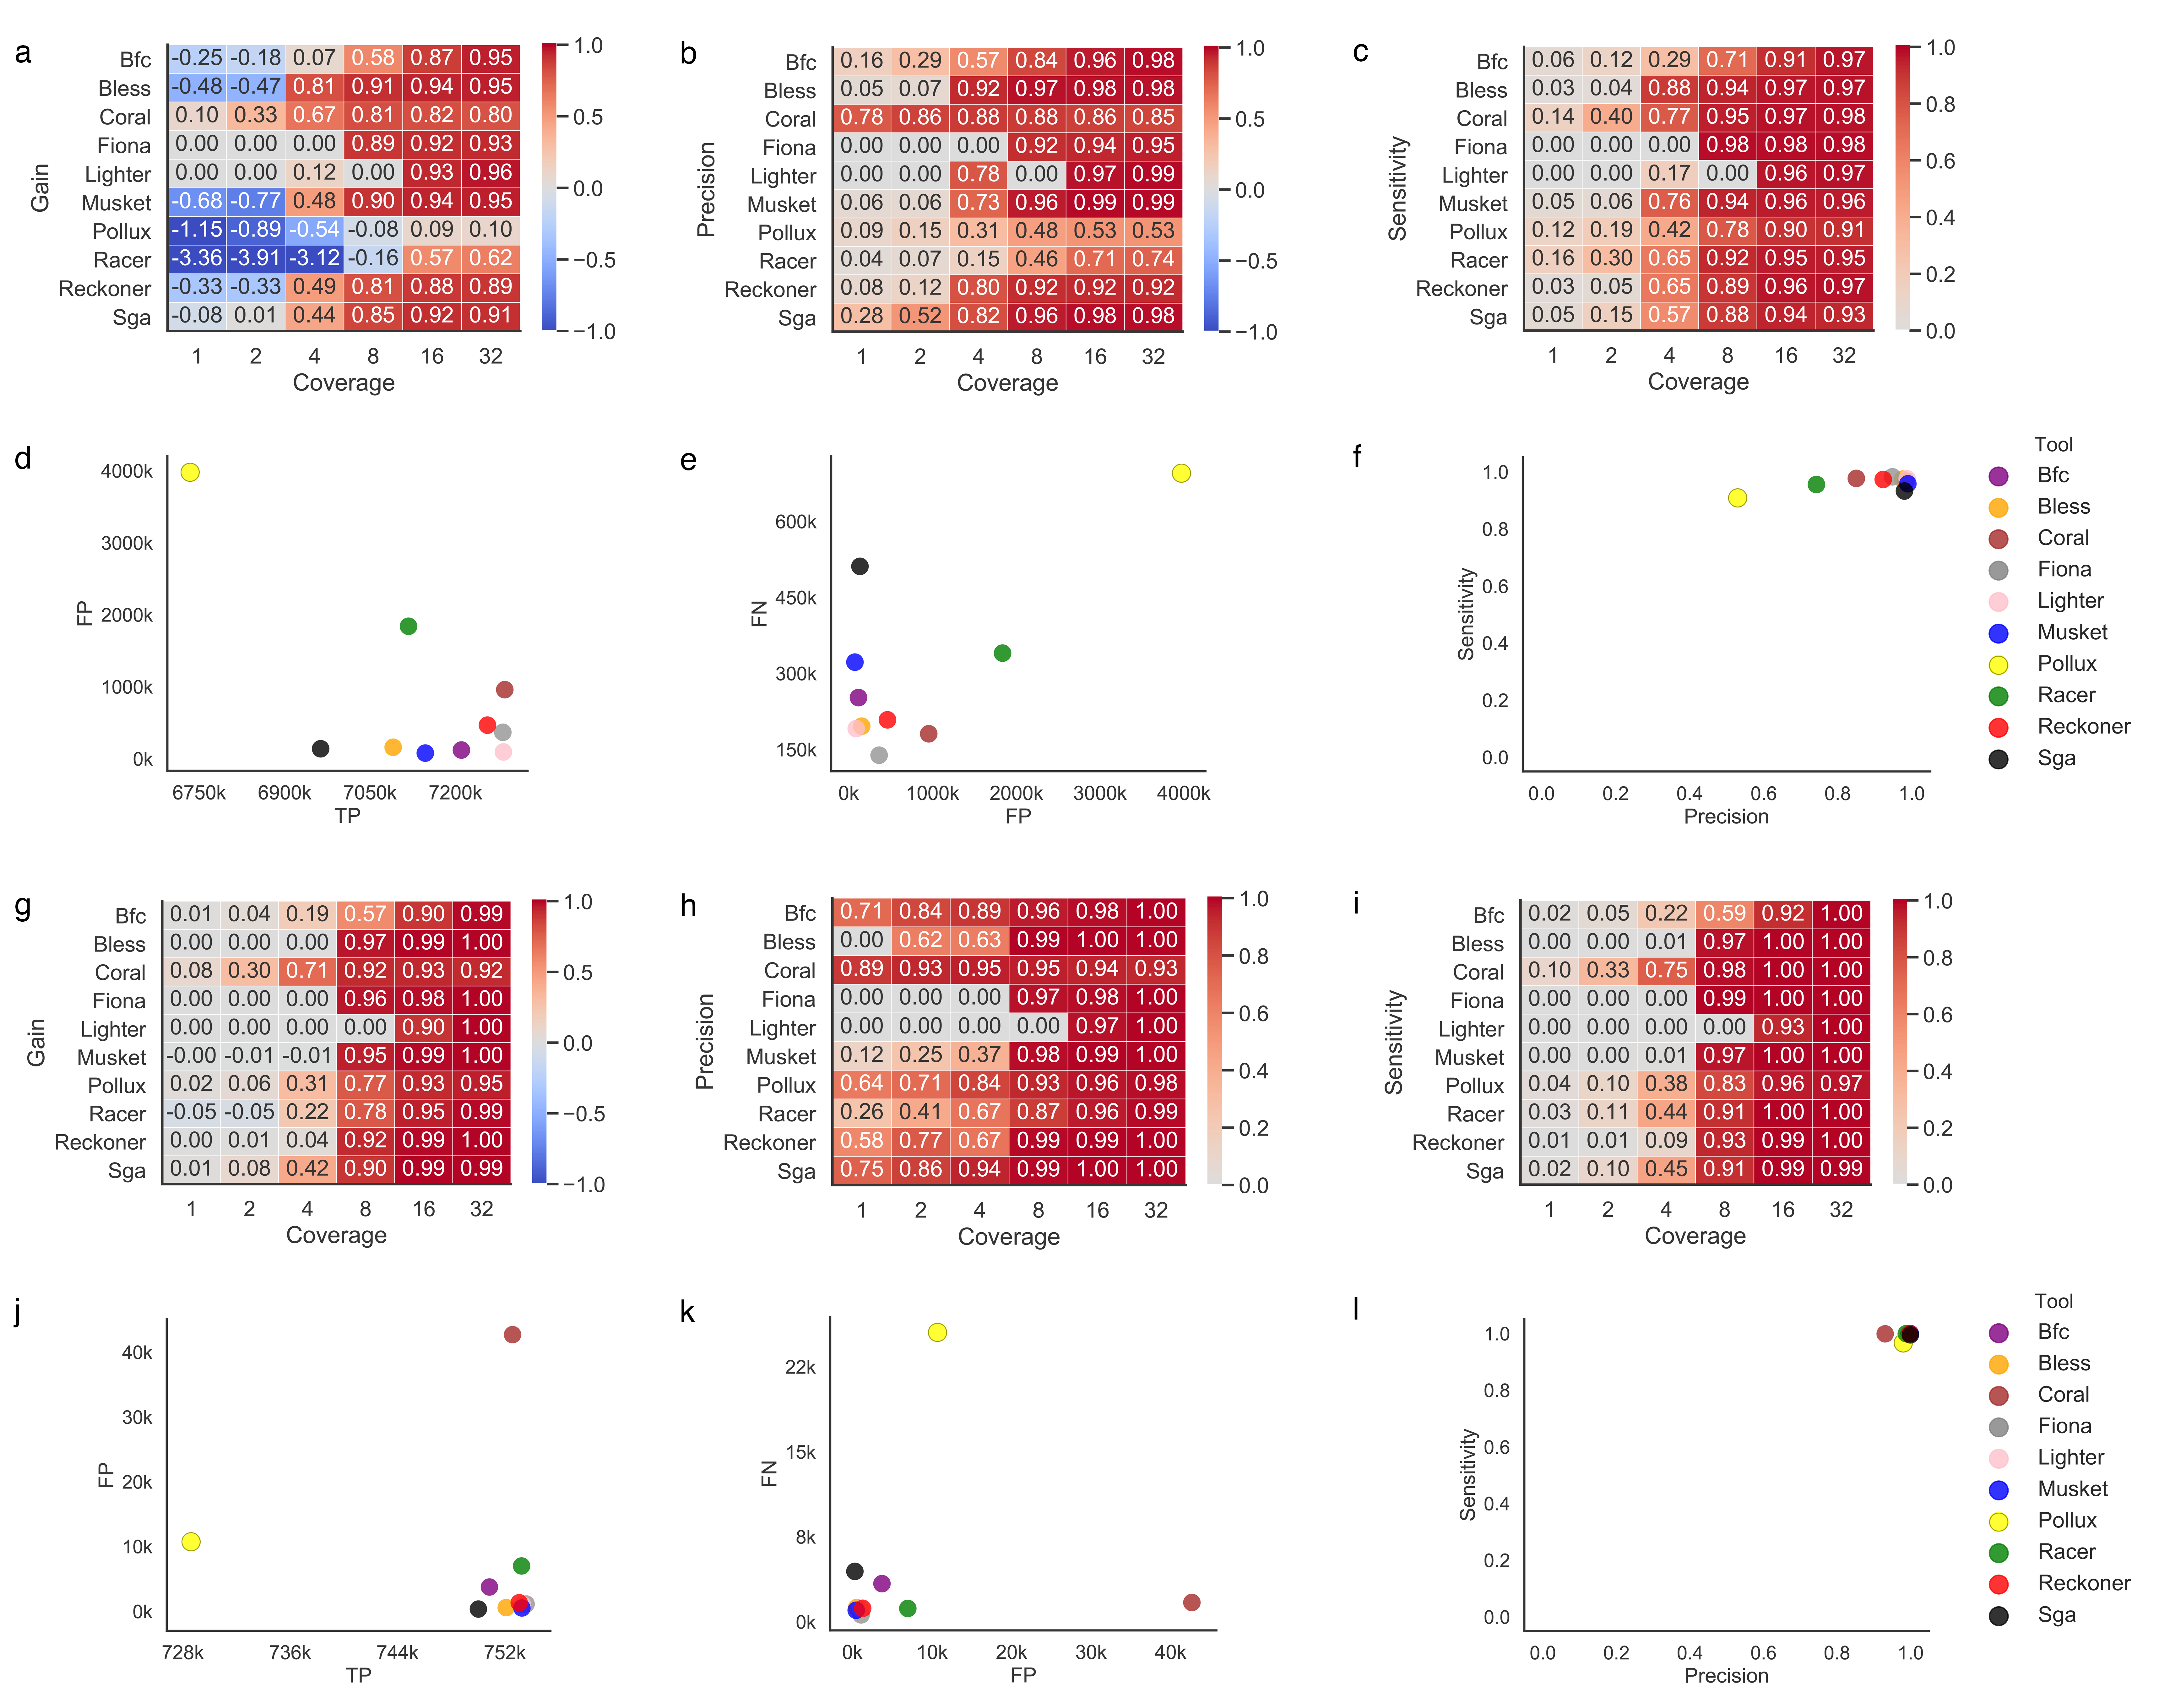 a
Gain
Bfc -0.25 -0.18 0.07 0.58 0.87 0.95
Bless -0.48 -0.47 0.81 0.91 0.94 0.95
Coral 0.10 0.33 0.67 0.81 0.82 0.80
Fiona 0.00 0.00 0.00 0.89 0.92 0.93
Lighter 0.00 0.00 0.12 0.00 0.93 0.96
Musket -0.68 -0.77 0.48 0.90 0.94 0.95
Pollux -1.15 -0.89 -0.54 -0.08 0.09 0.10
Racer -3.36 -3.91 -3.12 -0.16 0.57 0.62
Reckoner -0.33 -0.33 0.49 0.81 0.88 0.89
Sga -0.08 0.01 0.44 0.85 0.92 0.91
1 2 4 8 16 32
Coverage
1.0
0.5
0.0
−0.5
−1.0
b
Precision
Bfc 0.16 0.29 0.57 0.84 0.96 0.98
Bless 0.05 0.07 0.92 0.97 0.98 0.98
Coral 0.78 0.86 0.88 0.88 0.86 0.85
Fiona 0.00 0.00 0.00 0.92 0.94 0.95
Lighter 0.00 0.00 0.78 0.00 0.97 0.99
Musket 0.06 0.06 0.73 0.96 0.99 0.99
Pollux 0.09 0.15 0.31 0.48 0.53 0.53
Racer 0.04 0.07 0.15 0.46 0.71 0.74
Reckoner 0.08 0.12 0.80 0.92 0.92 0.92
Sga 0.28 0.52 0.82 0.96 0.98 0.98
1 2 4 8 16 32
Coverage
1.0
0.5
0.0
−0.5
−1.0
c
Sensitivity
Bfc 0.06 0.12 0.29 0.71 0.91 0.97
Bless 0.03 0.04 0.88 0.94 0.97 0.97
Coral 0.14 0.40 0.77 0.95 0.97 0.98
Fiona 0.00 0.00 0.00 0.98 0.98 0.98
Lighter 0.00 0.00 0.17 0.00 0.96 0.97
Musket 0.05 0.06 0.76 0.94 0.96 0.96
Pollux 0.12 0.19 0.42 0.78 0.90 0.91
Racer 0.16 0.30 0.65 0.92 0.95 0.95
Reckoner 0.03 0.05 0.65 0.89 0.96 0.97
Sga 0.05 0.15 0.57 0.88 0.94 0.93
1 2 4 8 16 32
Coverage
1.0
0.8
0.6
0.4
0.2
0.0
d
FP
4000k
3000k
2000k
1000k
0k
6750k 6900k 7050k 7200k
TP
e
FN
600k
450k
300k
150k
0k 1000k 2000k 3000k 4000k
FP
f
Sensitivity
1.0
0.8
0.6
0.4
0.2
0.0
0.0 0.2 0.4 0.6 0.8 1.0
Precision
Tool
Bfc
Bless
Coral
Fiona
Lighter
Musket
Pollux
Racer
Reckoner
Sga
g
Gain
Bfc 0.01 0.04 0.19 0.57 0.90 0.99
Bless 0.00 0.00 0.00 0.97 0.99 1.00
Coral 0.08 0.30 0.71 0.92 0.93 0.92
Fiona 0.00 0.00 0.00 0.96 0.98 1.00
Lighter 0.00 0.00 0.00 0.00 0.90 1.00
Musket -0.00 -0.01 -0.01 0.95 0.99 1.00
Pollux 0.02 0.06 0.31 0.77 0.93 0.95
Racer -0.05 -0.05 0.22 0.78 0.95 0.99
Reckoner 0.00 0.01 0.04 0.92 0.99 1.00
Sga 0.01 0.08 0.42 0.90 0.99 0.99
1 2 4 8 16 32
Coverage
1.0
0.5
0.0
−0.5
−1.0
h
Precision
Bfc 0.71 0.84 0.89 0.96 0.98 1.00
Bless 0.00 0.62 0.63 0.99 1.00 1.00
Coral 0.89 0.93 0.95 0.95 0.94 0.93
Fiona 0.00 0.00 0.00 0.97 0.98 1.00
Lighter 0.00 0.00 0.00 0.00 0.97 1.00
Musket 0.12 0.25 0.37 0.98 0.99 1.00
Pollux 0.64 0.71 0.84 0.93 0.96 0.98
Racer 0.26 0.41 0.67 0.87 0.96 0.99
Reckoner 0.58 0.77 0.67 0.99 0.99 1.00
Sga 0.75 0.86 0.94 0.99 1.00 1.00
1 2 4 8 16 32
Coverage
1.0
0.8
0.6
0.4
0.2
0.0
i
Sensitivity
Bfc 0.02 0.05 0.22 0.59 0.92 1.00
Bless 0.00 0.00 0.01 0.97 1.00 1.00
Coral 0.10 0.33 0.75 0.98 1.00 1.00
Fiona 0.00 0.00 0.00 0.99 1.00 1.00
Lighter 0.00 0.00 0.00 0.00 0.93 1.00
Musket 0.00 0.00 0.01 0.97 1.00 1.00
Pollux 0.04 0.10 0.38 0.83 0.96 0.97
Racer 0.03 0.11 0.44 0.91 1.00 1.00
Reckoner 0.01 0.01 0.09 0.93 0.99 1.00
Sga 0.02 0.10 0.45 0.91 0.99 0.99
1 2 4 8 16 32
Coverage
1.0
0.8
0.6
0.4
0.2
0.0
j
FP
40k
30k
20k
10k
0k
728k 736k 744k 752k
TP
k
FN
22k
15k
8k
0k
0k 10k 20k 30k 40k
FP
l
Sensitivity
1.0
0.8
0.6
0.4
0.2
0.0
0.0 0.2 0.4 0.6 0.8 1.0
Precision
Tool
Bfc
Bless
Coral
Fiona
Lighter
Musket
Pollux
Racer
Reckoner
Sga